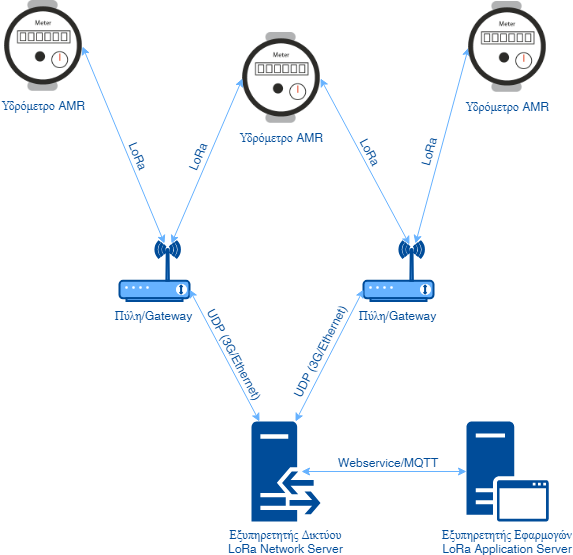 Meter
Meter
Meter
Υδρόμετρο AMR
Υδρόμετρο AMR
Υδρόμετρο AMR
LoRa
LoRa
LoRa
LoRa
Πύλη/Gateway
Πύλη/Gateway
UDP (3G/Ethernet)
UDP (3G/Ethernet)
Webservice/MQTT
Εξυπηρετητής Δικτύου
LoRa Network Server
Εξυπηρετητής Εφαρμογών
LoRa Application Server